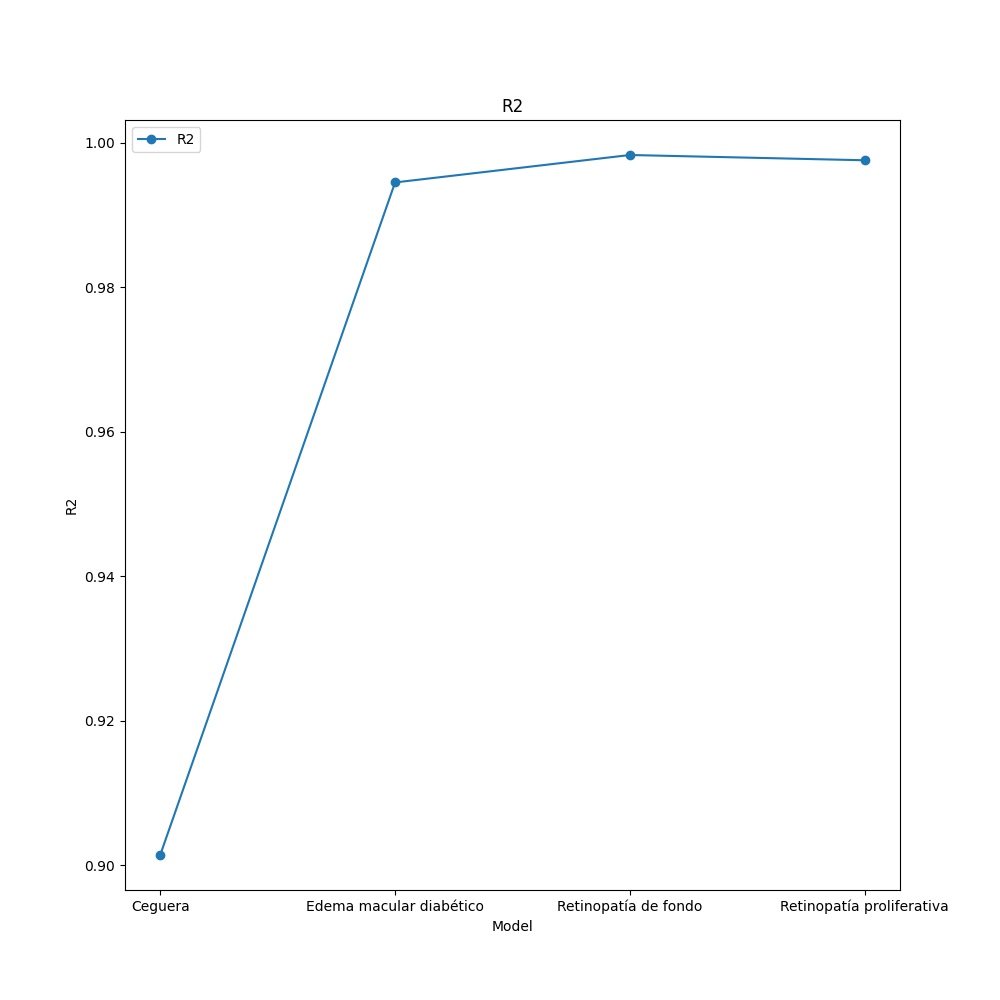 R2
R2
1.00
0.98
0.96
0.94
0.92
0.90
R2
Ceguera
Edema macular diabético
Retinopatía de fondo
Retinopatía proliferativa
Model